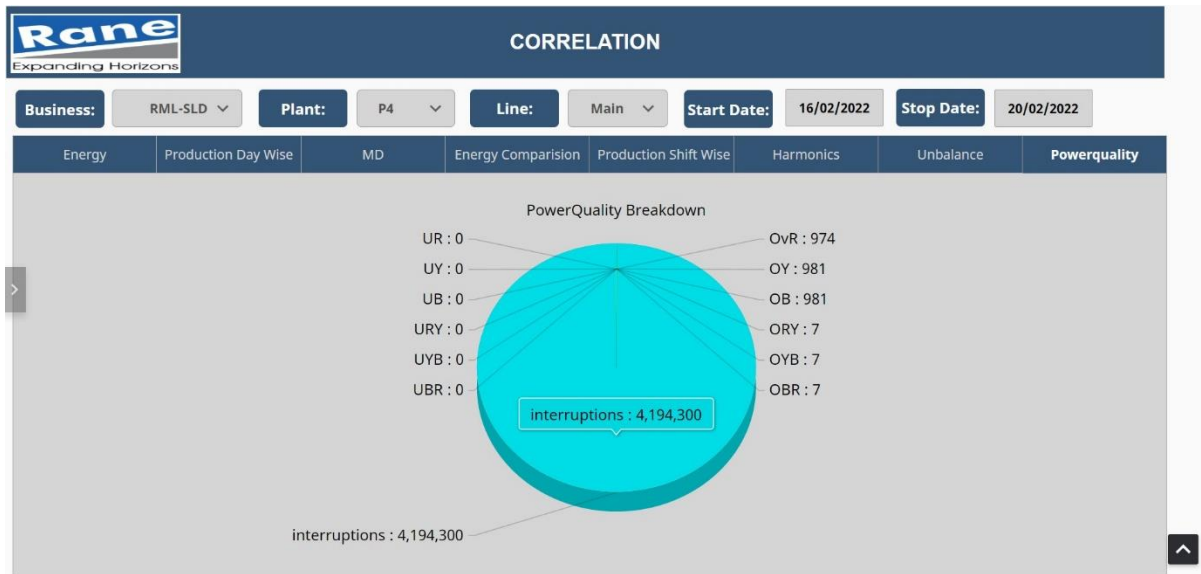 Rane
Expanding Horizons
CORRELATION
Business: RML-SLD Plant: P4 Line: Main Start Date: 16/02/2022 Stop Date: 20/02/2022
Energy Production Day Wise MD Energy Comparision Production Shift Wise Harmonics Unbalance Powerquality
PowerQuality Breakdown
UR : 0 OvR : 974
UY : 0 OY : 981
UB : 0 OB : 981
URY : 0 ORY : 7
UYB : 0 OYB : 7
UBR : 0 OBR : 7
interruptions : 4,194,300
interruptions : 4,194,300